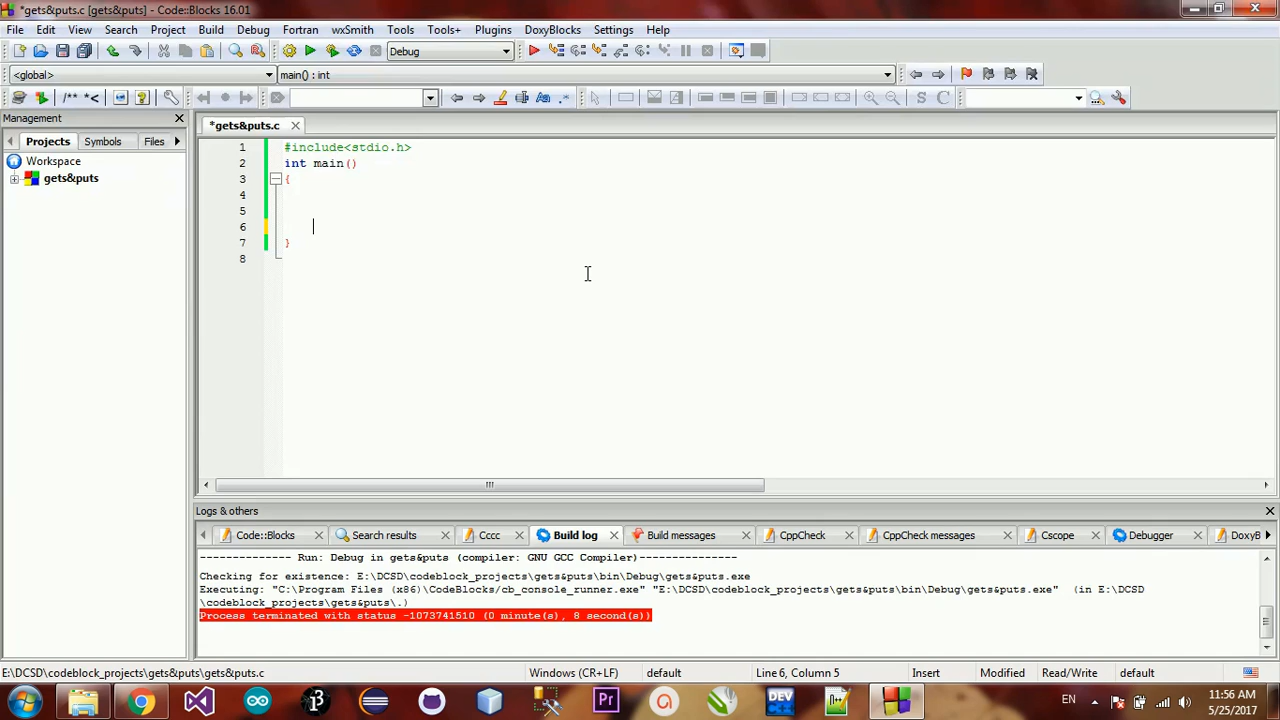 *gets&puts.c [gets&puts] - Code::Blocks 16.01
File Edit View Search Project Build Debug Fortran wxSmith Tools Tools+ Plugins DoxyBlocks Settings Help
Debug
<global> main() : int
/** *<
Management
Projects Symbols Files
*gets&puts.c
Workspace
gets&puts
1 #include<stdio.h>
2 int main()
3 {
4
5
6
7 }
8
Logs & others
Code::Blocks Search results Cccc Build log Build messages CppCheck CppCheck messages Cscope Debugger DoxyB
-------------- Run: Debug in gets&puts (compiler: GNU GCC Compiler)---------------
Checking for existence: E:\DCSD\codeblock_projects\gets&puts\bin\Debug\gets&puts.exe
Executing: "C:\Program Files (x86)\CodeBlocks/cb_console_runner.exe" "E:\DCSD\codeblock_projects\gets&puts\bin\Debug\gets&puts.exe"  (in E:\DCSD
\codeblock_projects\gets&puts\.)
Process terminated with status -1073741510 (0 minute(s), 8 second(s))
E:\DCSD\codeblock_projects\gets&puts\gets&puts.c Windows (CR+LF) default Line 6, Column 5 Insert Modified Read/Write default
Pr DEV EN 11:56 AM
5/25/2017